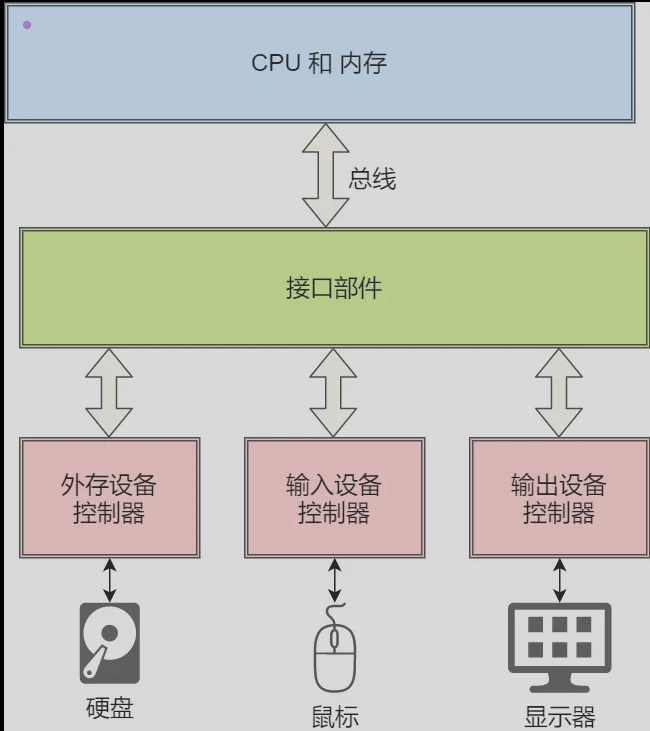 CPU 和 内存
总线
接口部件
外存设备
控制器
输入设备
控制器
输出设备
控制器
硬盘
鼠标
显示器